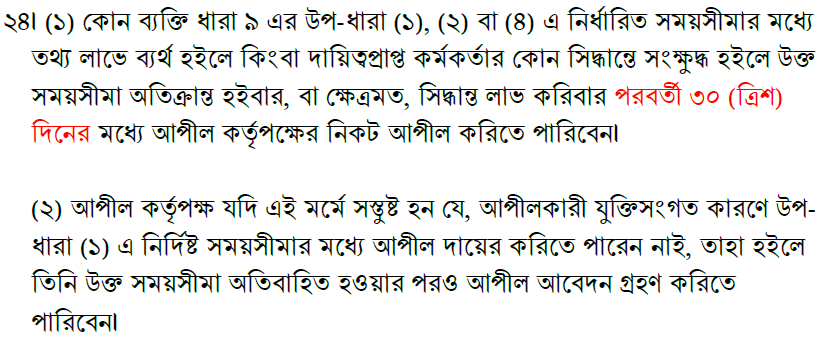 ২৪। (১) কোন ব্যক্তি ধারা ৯ এর উপ-ধারা (১), (২) বা (৪) এ নির্ধারিত সময়সীমার মধ্যে
তথ্য লাভে ব্যর্থ হইলে কিংবা দায়িত্বপ্রাপ্ত কর্মকর্তার কোন সিদ্ধান্তে সংক্ষুদ্ধ হইলে উক্ত
সময়সীমা অতিক্রান্ত হইবার, বা ক্ষেত্রমত, সিদ্ধান্ত লাভ করিবার পরবর্তী ৩০ (ত্রিশ)
দিনের মধ্যে আপীল কর্তৃপক্ষের নিকট আপীল করিতে পারিবেন।
(২) আপীল কর্তৃপক্ষ যদি এই মর্মে সন্তুষ্ট হন যে, আপীলকারী যুক্তিসংগত কারণে উপ-
ধারা (১) এ নির্দিষ্ট সময়সীমার মধ্যে আপীল দায়ের করিতে পারেন নাই, তাহা হইলে
তিনি উক্ত সময়সীমা অতিবাহিত হওয়ার পরও আপীল আবেদন গ্রহণ করিতে
পারিবেন।